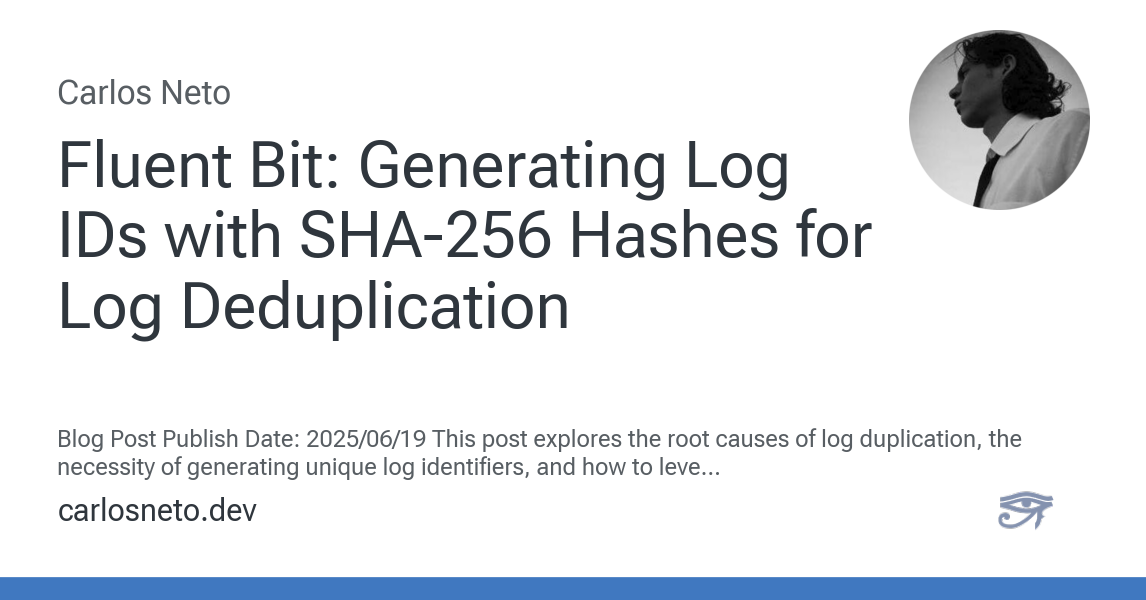 Carlos Neto
Fluent Bit: Generating Log
IDs with SHA-256 Hashes for
Log Deduplication
Blog Post Publish Date: 2025/06/19 This post explores the root causes of log duplication, the
necessity of generating unique log identifiers, and how to leve...
carlosneto.dev